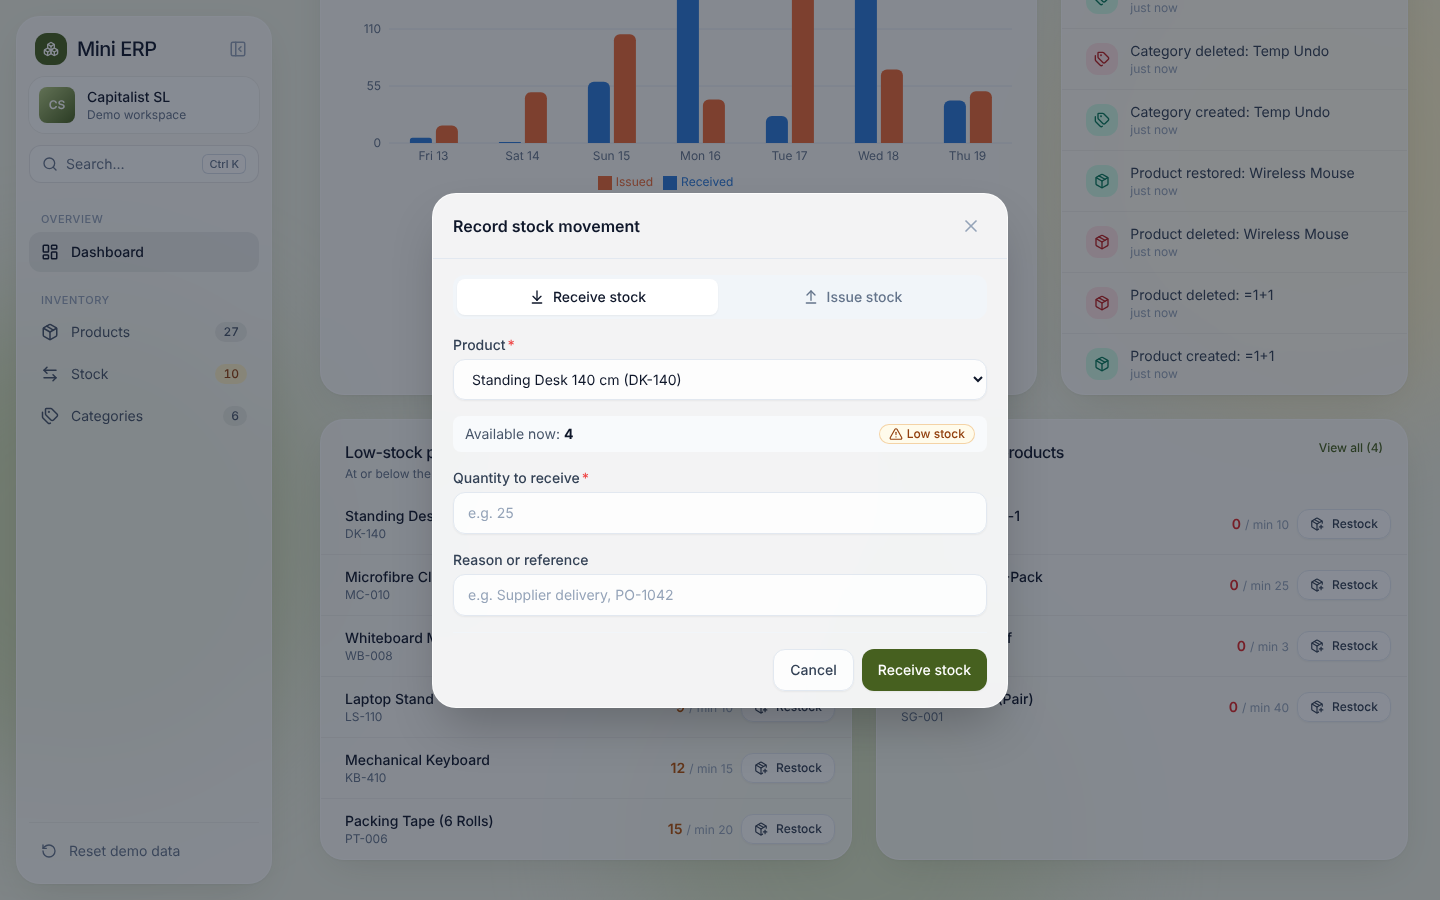 Mini ERP
CS
Capitalist SL
Demo workspace
Search...
Ctrl K
OVERVIEW
Dashboard
INVENTORY
Products
27
Stock
10
Categories
6
Reset demo data
110
55
0
Fri 13
Sat 14
Sun 15
Mon 16
Tue 17
Wed 18
Thu 19
Issued
Received
just now
Category deleted: Temp Undo
just now
Category created: Temp Undo
just now
Product restored: Wireless Mouse
just now
Product deleted: Wireless Mouse
just now
Product deleted: =1+1
just now
Product created: =1+1
just now
Record stock movement
Receive stock
Issue stock
Product*
Standing Desk 140 cm (DK-140)
Available now: 4
Low stock
Quantity to receive*
e.g. 25
Reason or reference
e.g. Supplier delivery, PO-1042
Cancel
Receive stock
Low-stock
At or below the
Standing
DK-140
Microfibre
MC-010
Whiteboard
WB-008
Laptop Stand
LS-110
Restock
Mechanical Keyboard
KB-410
12 / min 15
Restock
Packing Tape (6 Rolls)
PT-006
15 / min 20
Restock
View all (4)
0 / min 10
Restock
-Pack
0 / min 25
Restock
0 / min 3
Restock
(Pair)
SG-001
0 / min 40
Restock